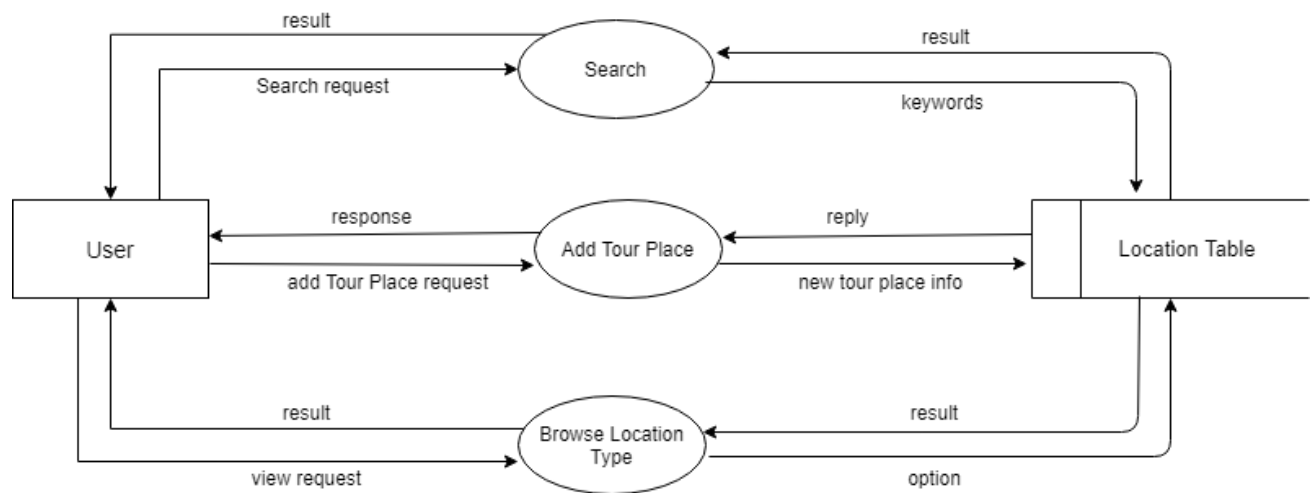 result
result
Search
Search request
keywords
response
reply
User
Add Tour Place
Location Table
add Tour Place request
new tour place info
result
result
Browse Location
Type
view request
option